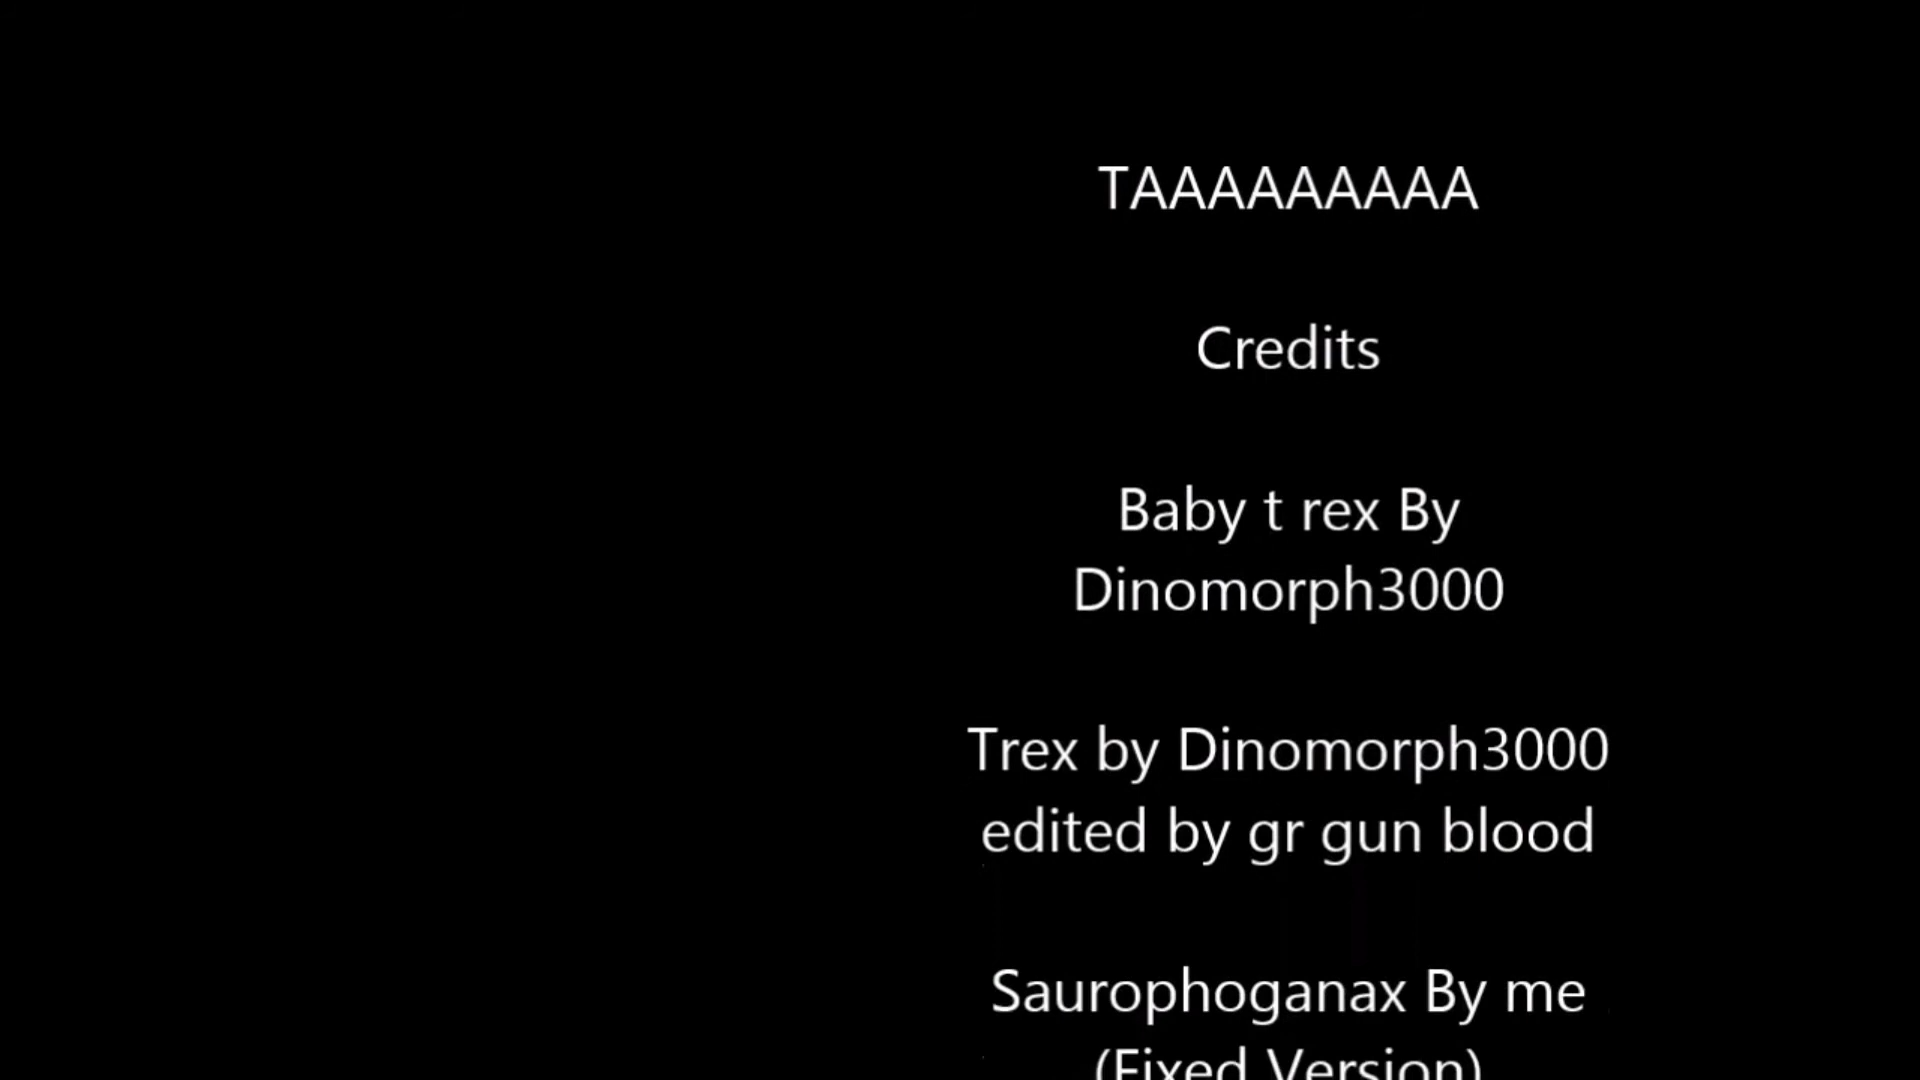 TAAAAAAAAA
Credits
Baby t rex By
Dinomorph3000
Trex by Dinomorph3000
edited by gr gun blood
Saurophoganax By me
(Fixed Version)